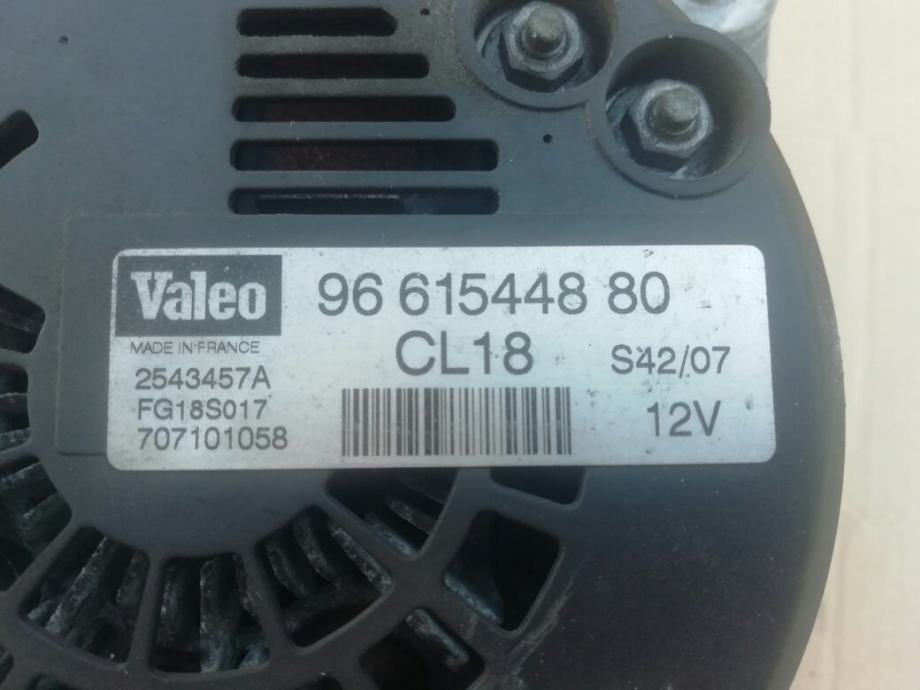 Valeo 96 615448 80
MADE IN FRANCE CL18 S42/07
2543457A
FG18S017 12V
707101058